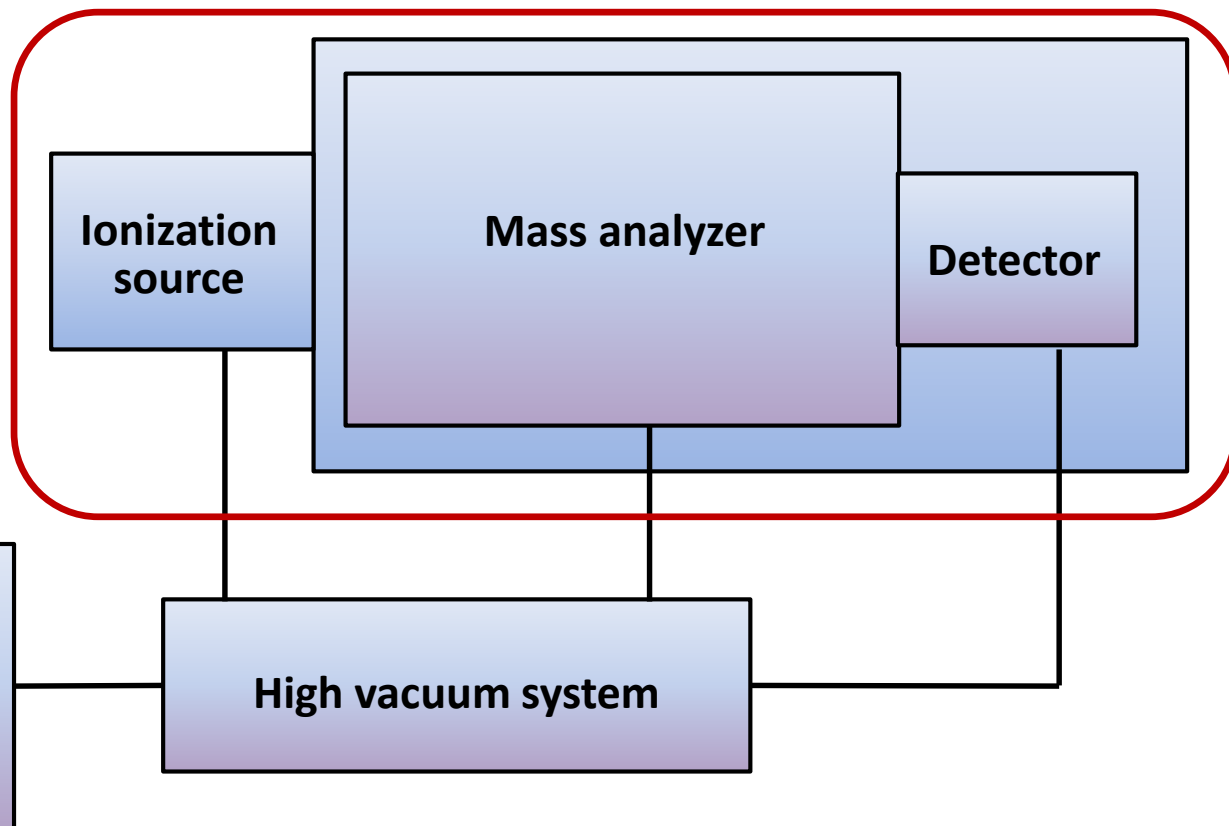 Ionization
source
Mass analyzer
Detector
High vacuum system